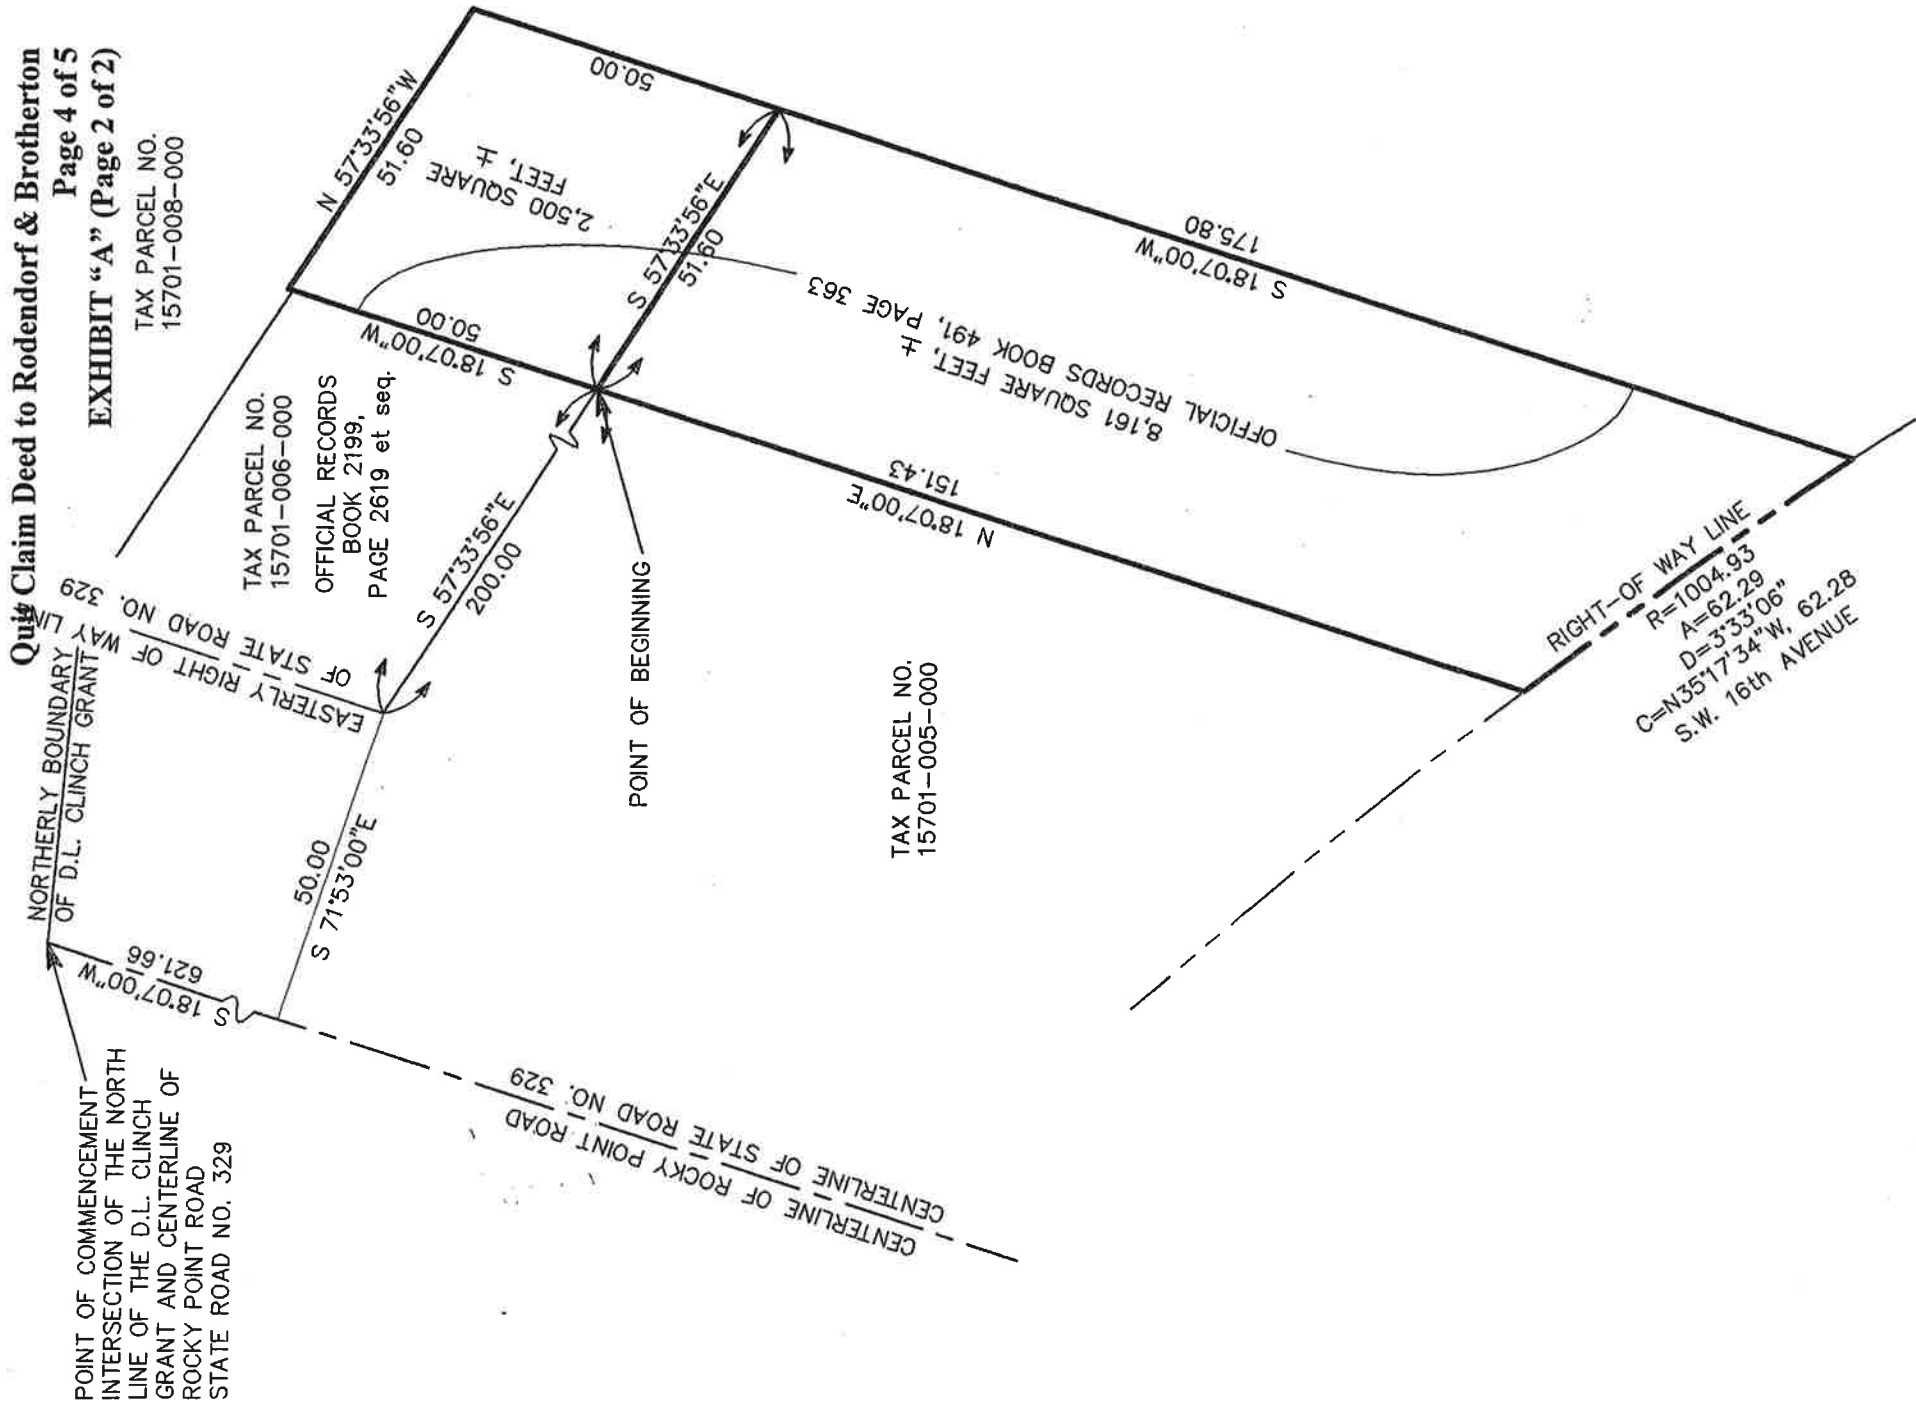 Quit Claim Deed to Rodendorf & Brotherton
Page 4 of 5
EXHIBIT “A” (Page 2 of 2)
TAX PARCEL NO.
15701-008-000
POINT OF COMMENCEMENT
INTERSECTION OF THE NORTH
LINE OF THE D.L. CLINCH
GRANT AND CENTERLINE OF
ROCKY POINT ROAD
STATE ROAD NO. 329
NORTHERLY BOUNDARY
OF D.L. CLINCH GRANT
S 18°07'00"W
621.66
50.00
S 71°53'00"E
EASTERLY RIGHT OF WAY LIN
OF STATE ROAD NO. 329
TAX PARCEL NO.
15701-006-000
OFFICIAL RECORDS
BOOK 2199,
PAGE 2619 et seq.
S 57°33'56"E
200.00
N 57°33'56"W
51.60
50.00
2,500 SQUARE
FEET, ±
S 18°07'00"W
50.00
S 57°33'56"E
51.60
POINT OF BEGINNING
CENTERLINE OF ROCKY POINT ROAD
CENTERLINE OF STATE ROAD NO. 329
TAX PARCEL NO.
15701-005-000
N 18°07'00"E
151.43
8,161 SQUARE FEET, ±
OFFICIAL RECORDS BOOK 491, PAGE 363
S 18°07'00"W
175.80
RIGHT-OF WAY LINE
R=1004.93
A=62.29
D=3°33'06"
C=N35°17'34"W, 62.28
S.W. 16th AVENUE